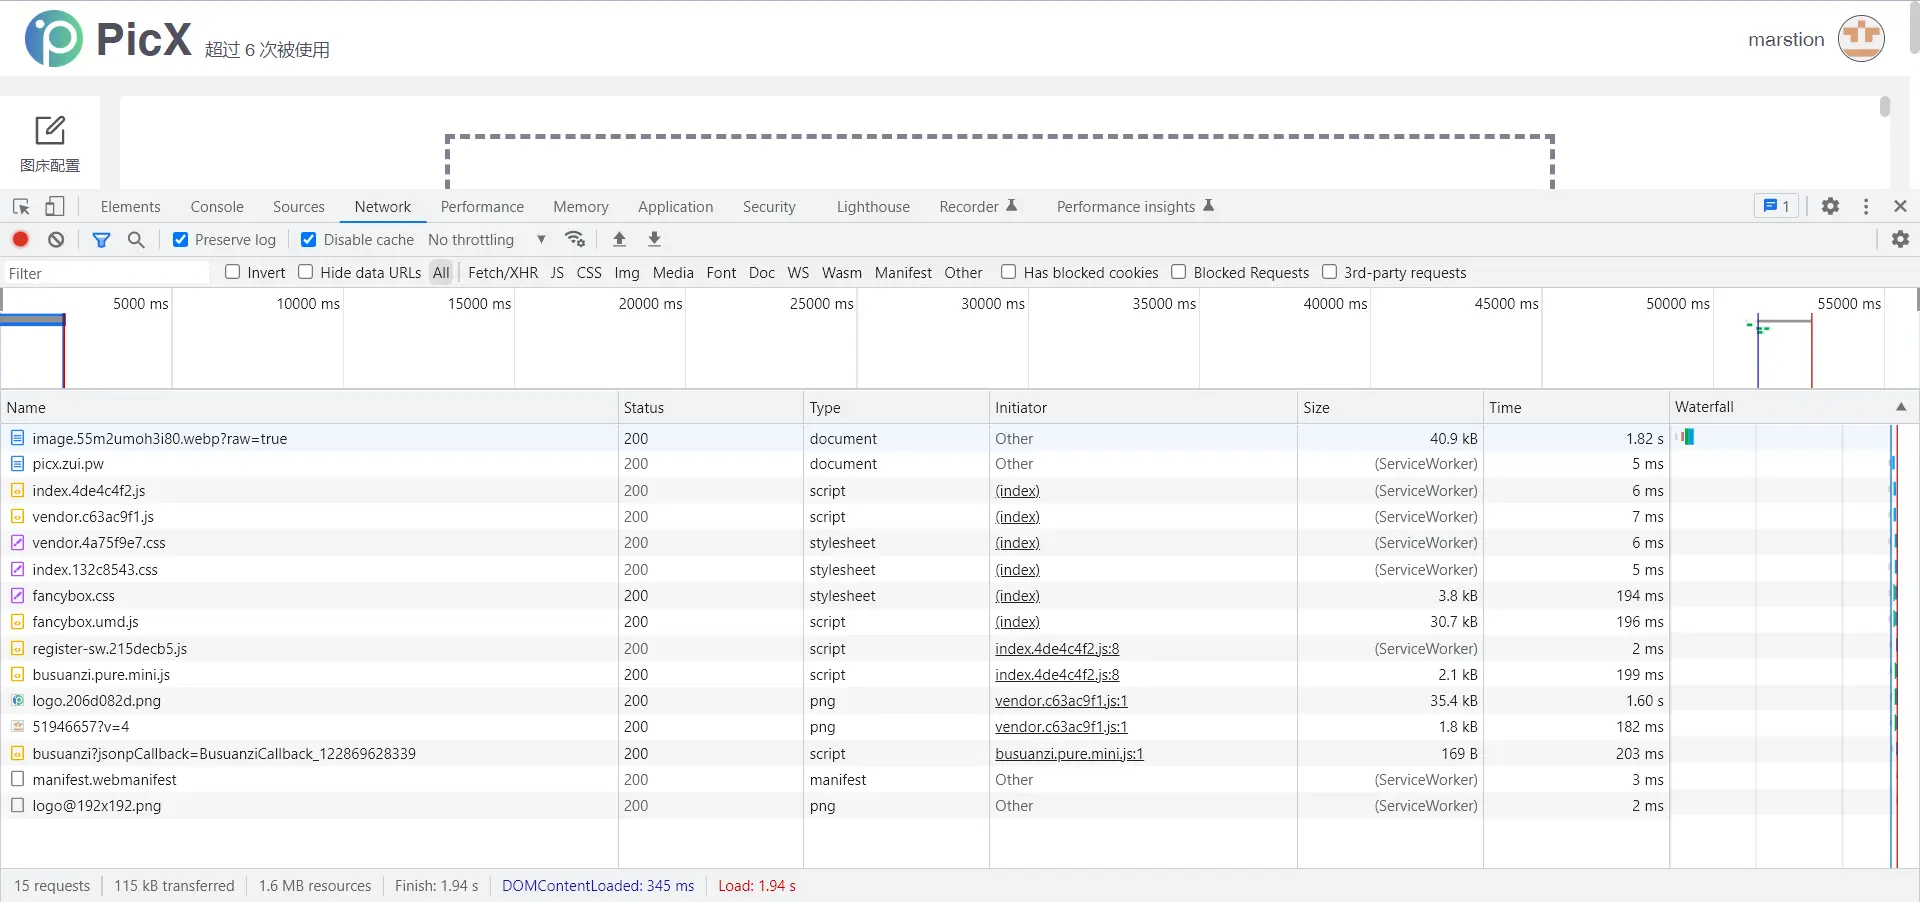 PicX 超过 6 次被使用 marstion
图床配置
Elements Console Sources Network Performance Memory Application Security Lighthouse Recorder Performance insights 1
Preserve log Disable cache No throttling
Filter Invert Hide data URLs All Fetch/XHR JS CSS Img Media Font Doc WS Wasm Manifest Other Has blocked cookies Blocked Requests 3rd-party requests
5000 ms 10000 ms 15000 ms 20000 ms 25000 ms 30000 ms 35000 ms 40000 ms 45000 ms 50000 ms 55000 ms
Name Status Type Initiator Size Time Waterfall
image.55m2umoh3i80.webp?raw=true 200 document Other 40.9 kB 1.82 s
picx.zui.pw 200 document Other (ServiceWorker) 5 ms
index.4de4c4f2.js 200 script (index) (ServiceWorker) 6 ms
vendor.c63ac9f1.js 200 script (index) (ServiceWorker) 7 ms
vendor.4a75f9e7.css 200 stylesheet (index) (ServiceWorker) 6 ms
index.132c8543.css 200 stylesheet (index) (ServiceWorker) 5 ms
fancybox.css 200 stylesheet (index) 3.8 kB 194 ms
fancybox.umd.js 200 script (index) 30.7 kB 196 ms
register-sw.215decb5.js 200 script index.4de4c4f2.js:8 (ServiceWorker) 2 ms
busuanzi.pure.mini.js 200 script index.4de4c4f2.js:8 2.1 kB 199 ms
logo.206d082d.png 200 png vendor.c63ac9f1.js:1 35.4 kB 1.60 s
51946657?v=4 200 png vendor.c63ac9f1.js:1 1.8 kB 182 ms
busuanzi?jsonpCallback=BusuanziCallback_122869628339 200 script busuanzi.pure.mini.js:1 169 B 203 ms
manifest.webmanifest 200 manifest Other (ServiceWorker) 3 ms
logo@192x192.png 200 png Other (ServiceWorker) 2 ms
15 requests 115 kB transferred 1.6 MB resources Finish: 1.94 s DOMContentLoaded: 345 ms Load: 1.94 s